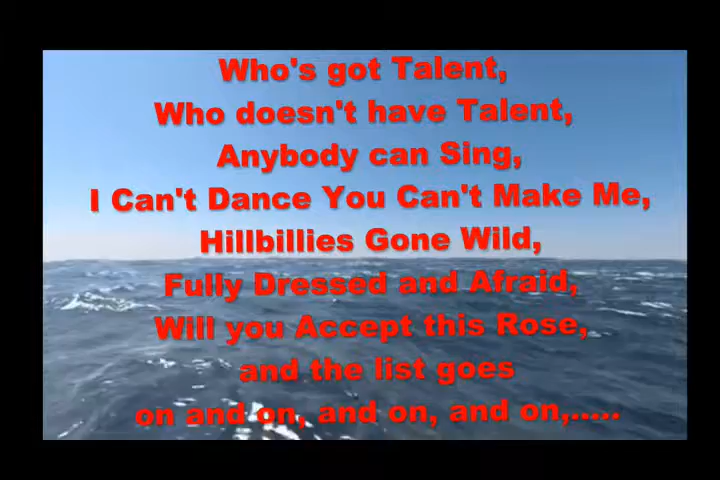 Who's got Talent,
Who doesn't have Talent,
Anybody can Sing,
I Can't Dance You Can't Make Me,
Hillbillies Gone Wild,
Fully Dressed and Afraid,
Will you Accept this Rose,
and the list goes
on and on, and on, and on,.....